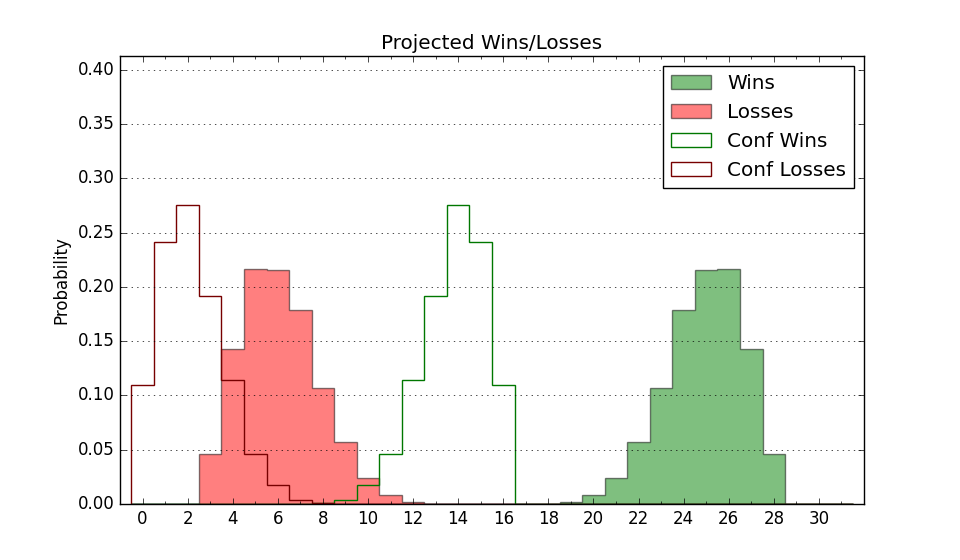 Projected Wins/Losses
Probability
0.40
0.35
0.30
0.25
0.20
0.15
0.10
0.05
0.00
0 2 4 6 8 10 12 14 16 18 20 22 24 26 28 30
Wins
Losses
Conf Wins
Conf Losses